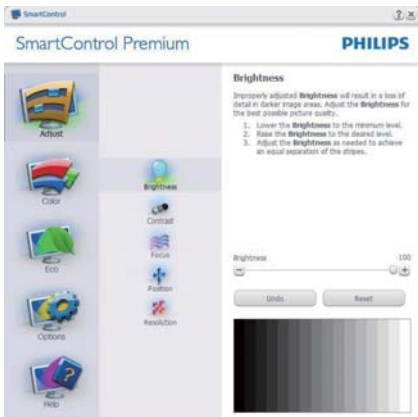 SmartControl
SmartControl Premium
PHILIPS
Adjust
Color
Eco
Options
Help
Brightness
Contrast
Focus
Position
Resolution
Brightness
Improperly adjusted Brightness will result in a loss of
detail in darker image areas. Adjust the Brightness for
the best possible picture quality.
1. Lower the Brightness to the minimum level.
2. Raise the Brightness to the desired level.
3. Adjust the Brightness as needed to achieve
an equal separation of the stripes.
Brightness 100
Undo Reset